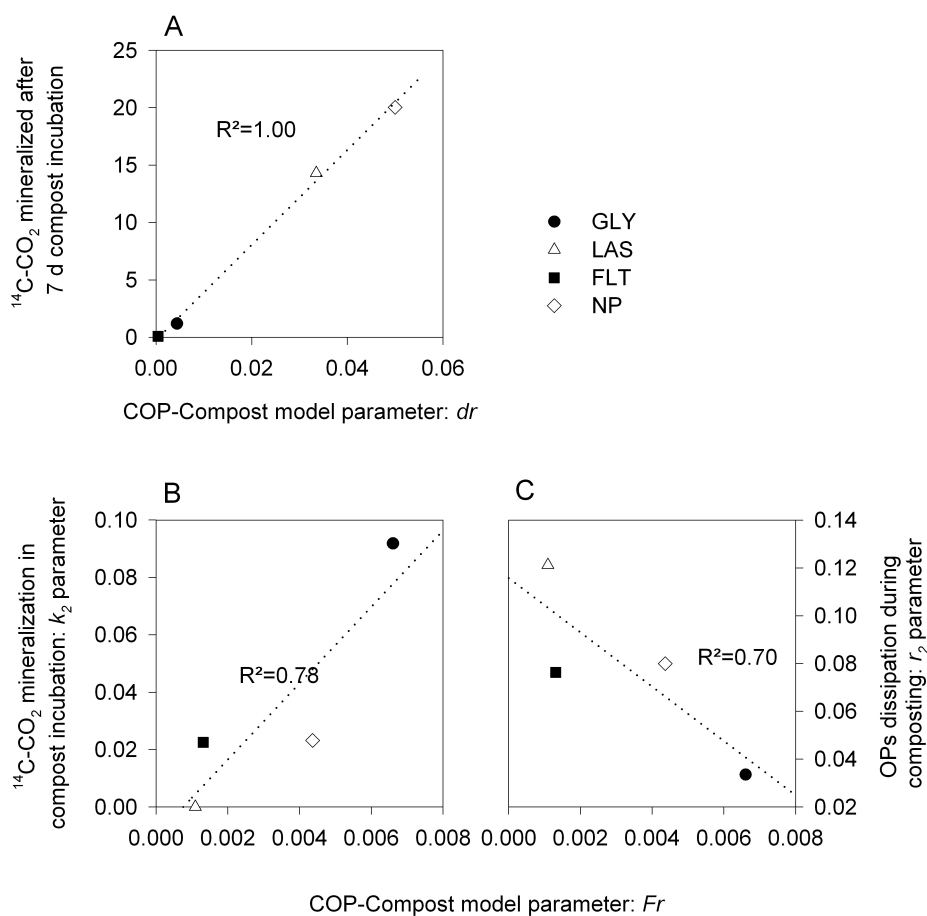 A
25
20
15
10
5
0
0.00 0.02 0.04 0.06
¹⁴C-CO₂ mineralized after
7 d compost incubation
R²=1.00
COP-Compost model parameter: dr
GLY
LAS
FLT
NP
B
0.10
0.08
0.06
0.04
0.02
0.00
0.000 0.002 0.004 0.006 0.008
¹⁴C-CO₂ mineralization in
compost incubation: k₂ parameter
R²=0.78
C
0.14
0.12
0.10
0.08
0.06
0.04
0.02
0.000 0.002 0.004 0.006 0.008
OPs dissipation during
composting: r₂ parameter
R²=0.70
COP-Compost model parameter: Fr